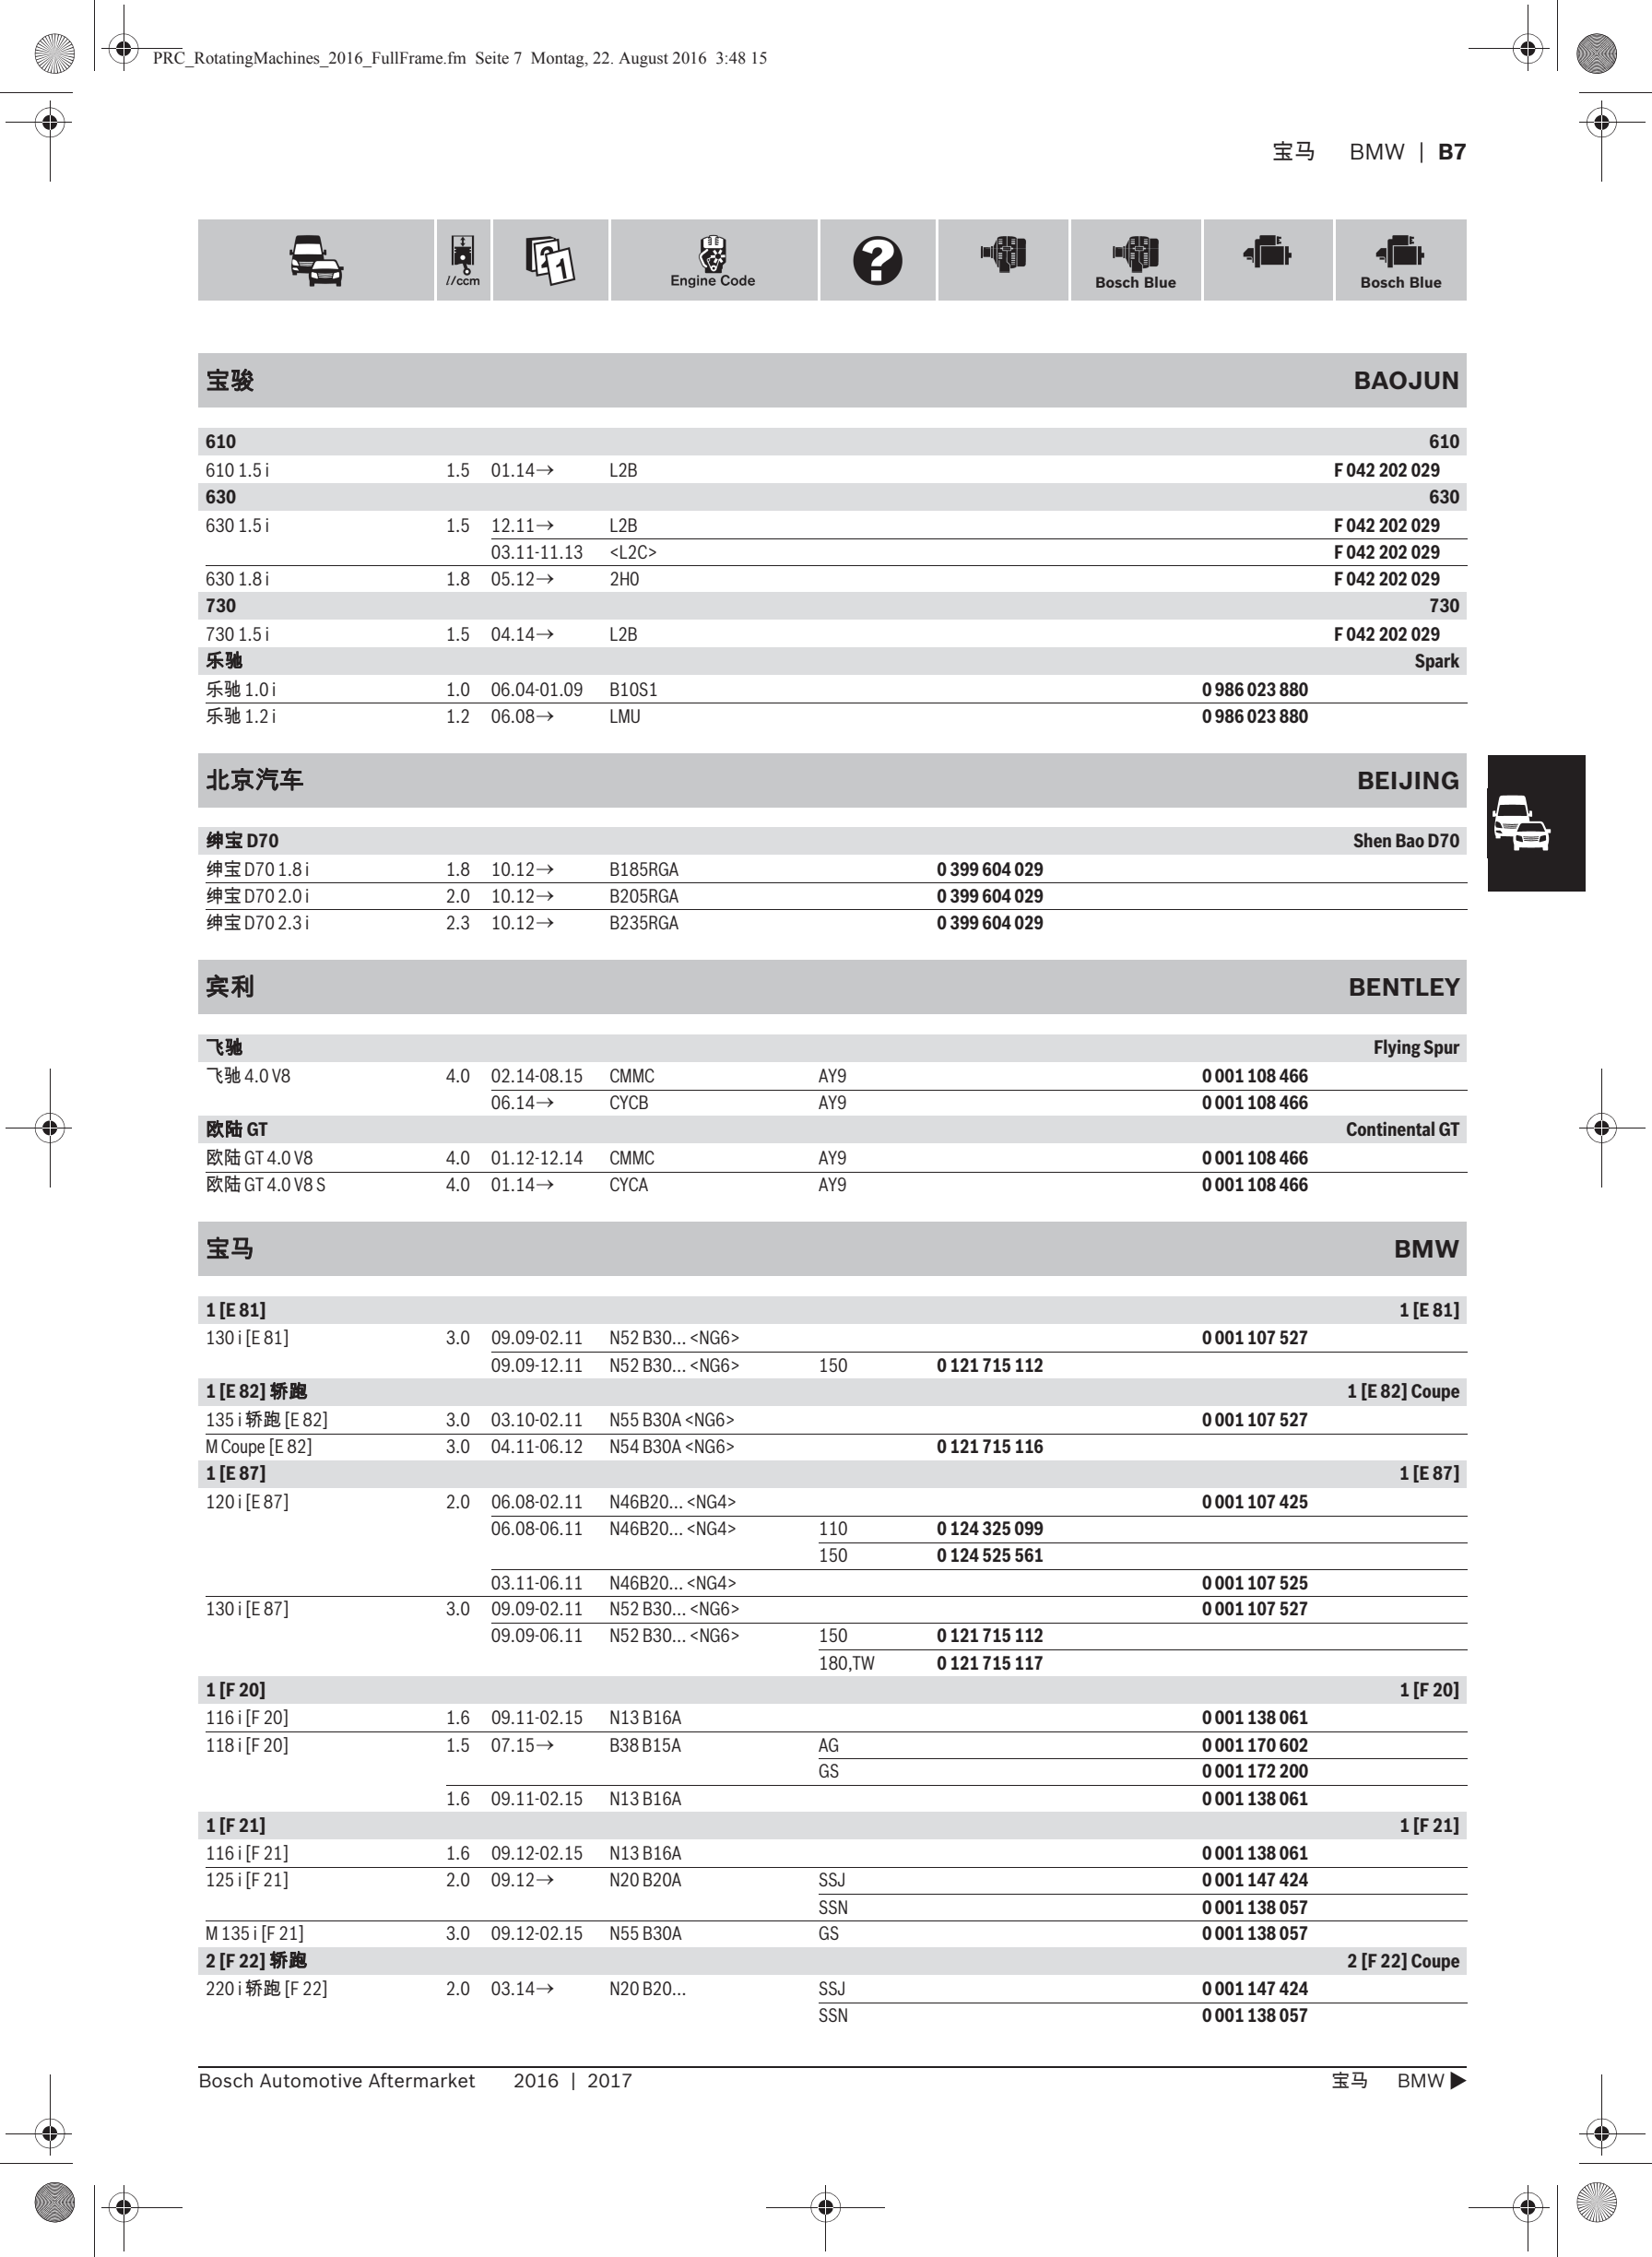 PRC_RotatingMachines_2016_FullFrame.fm Seite 7 Montag, 22. August 2016 3:48 15
宝马 BMW | B7
l/ccm 2 1 Engine Code ? Bosch Blue Bosch Blue
宝骏 BAOJUN
610 610
610 1.5 i 1.5 01.14→ L2B F 042 202 029
630 630
630 1.5 i 1.5 12.11→ L2B F 042 202 029
03.11-11.13 <L2C> F 042 202 029
630 1.8 i 1.8 05.12→ 2H0 F 042 202 029
730 730
730 1.5 i 1.5 04.14→ L2B F 042 202 029
乐驰 Spark
乐驰 1.0 i 1.0 06.04-01.09 B10S1 0 986 023 880
乐驰 1.2 i 1.2 06.08→ LMU 0 986 023 880
北京汽车 BEIJING
绅宝 D70 Shen Bao D70
绅宝 D70 1.8 i 1.8 10.12→ B185RGA 0 399 604 029
绅宝 D70 2.0 i 2.0 10.12→ B205RGA 0 399 604 029
绅宝 D70 2.3 i 2.3 10.12→ B235RGA 0 399 604 029
宾利 BENTLEY
飞驰 Flying Spur
飞驰 4.0 V8 4.0 02.14-08.15 CMMC AY9 0 001 108 466
06.14→ CYCB AY9 0 001 108 466
欧陆 GT Continental GT
欧陆 GT 4.0 V8 4.0 01.12-12.14 CMMC AY9 0 001 108 466
欧陆 GT 4.0 V8 S 4.0 01.14→ CYCA AY9 0 001 108 466
宝马 BMW
1 [E 81] 1 [E 81]
130 i [E 81] 3.0 09.09-02.11 N52 B30... <NG6> 0 001 107 527
09.09-12.11 N52 B30... <NG6> 150 0 121 715 112
1 [E 82] 轿跑 1 [E 82] Coupe
135 i 轿跑 [E 82] 3.0 03.10-02.11 N55 B30A <NG6> 0 001 107 527
M Coupe [E 82] 3.0 04.11-06.12 N54 B30A <NG6> 0 121 715 116
1 [E 87] 1 [E 87]
120 i [E 87] 2.0 06.08-02.11 N46B20... <NG4> 0 001 107 425
06.08-06.11 N46B20... <NG4> 110 0 124 325 099
150 0 124 525 561
03.11-06.11 N46B20... <NG4> 0 001 107 525
130 i [E 87] 3.0 09.09-02.11 N52 B30... <NG6> 0 001 107 527
09.09-06.11 N52 B30... <NG6> 150 0 121 715 112
180,TW 0 121 715 117
1 [F 20] 1 [F 20]
116 i [F 20] 1.6 09.11-02.15 N13 B16A 0 001 138 061
118 i [F 20] 1.5 07.15→ B38 B15A AG 0 001 170 602
GS 0 001 172 200
1.6 09.11-02.15 N13 B16A 0 001 138 061
1 [F 21] 1 [F 21]
116 i [F 21] 1.6 09.12-02.15 N13 B16A 0 001 138 061
125 i [F 21] 2.0 09.12→ N20 B20A SSJ 0 001 147 424
SSN 0 001 138 057
M 135 i [F 21] 3.0 09.12-02.15 N55 B30A GS 0 001 138 057
2 [F 22] 轿跑 2 [F 22] Coupe
220 i 轿跑 [F 22] 2.0 03.14→ N20 B20... SSJ 0 001 147 424
SSN 0 001 138 057
Bosch Automotive Aftermarket 2016 | 2017 宝马 BMW ▶